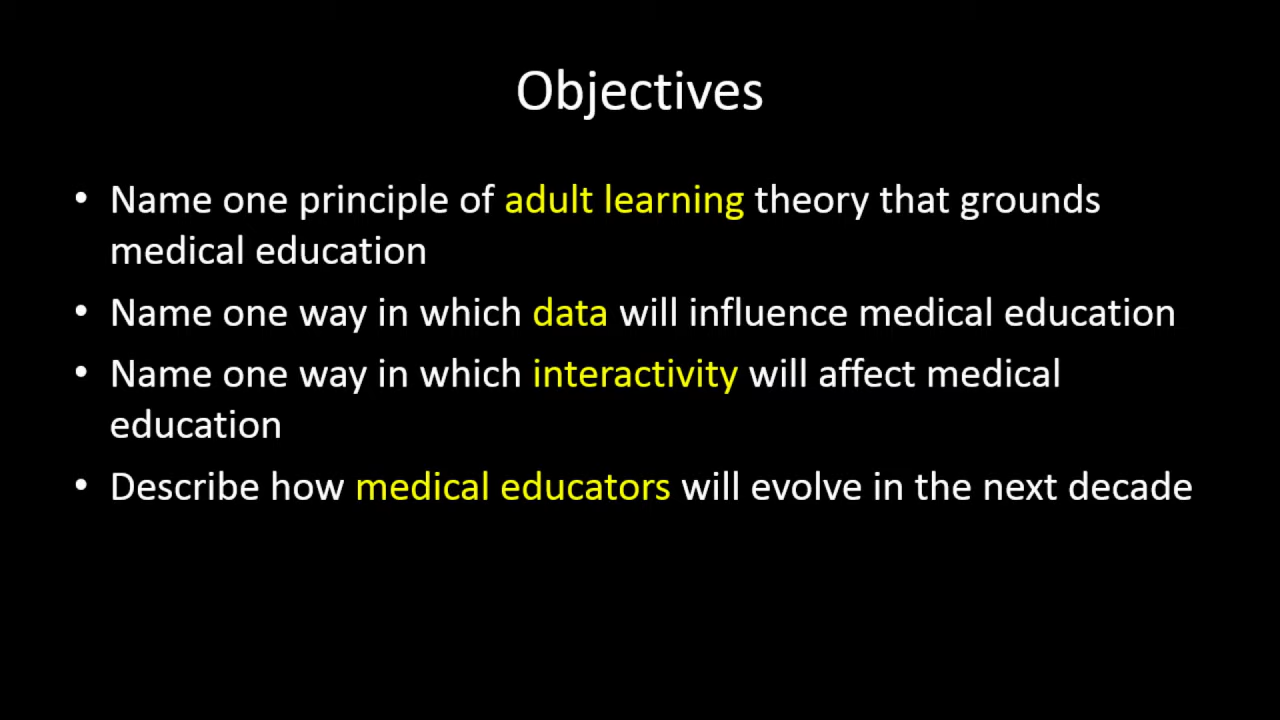 Objectives
• Name one principle of adult learning theory that grounds
medical education
• Name one way in which data will influence medical education
• Name one way in which interactivity will affect medical
education
• Describe how medical educators will evolve in the next decade